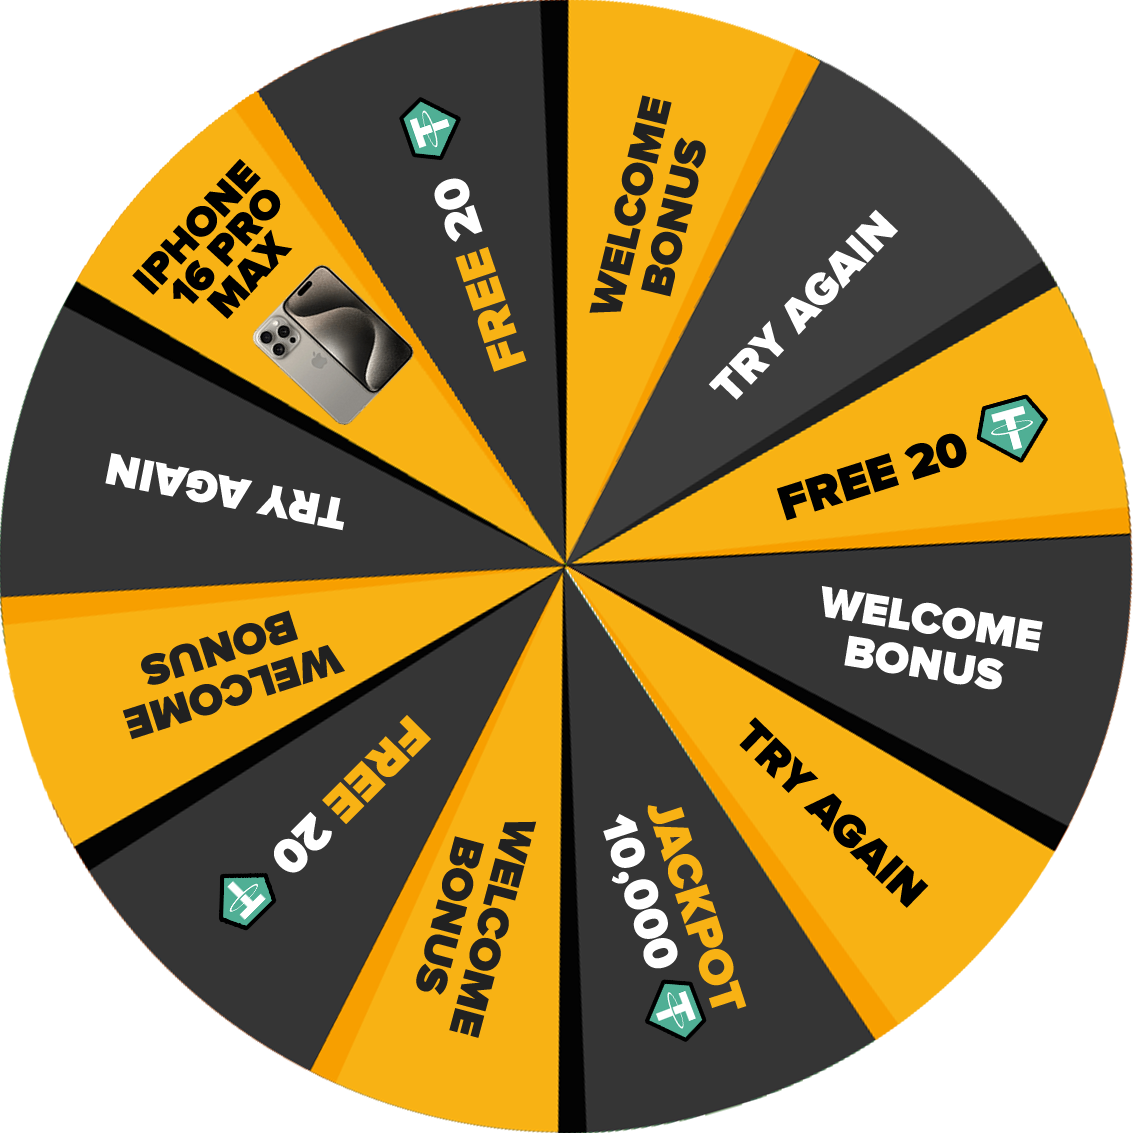 WELCOME
BONUS
TRY AGAIN
FREE 20
WELCOME
BONUS
TRY AGAIN
JACKPOT
10,000
WELCOME
BONUS
FREE 20
WELCOME
BONUS
TRY AGAIN
IPHONE
16 PRO
MAX
FREE 20